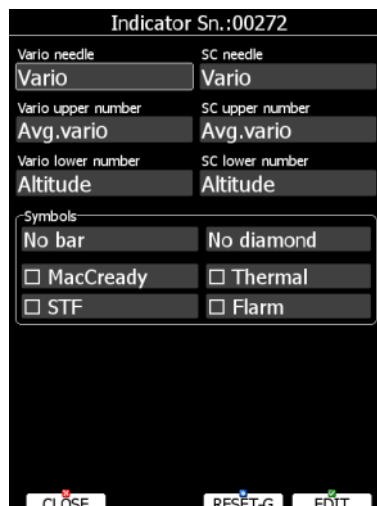 Indicator Sn.:00272
Vario needle SC needle
Vario Vario
Vario upper number SC upper number
Avg.vario Avg.vario
Vario lower number SC lower number
Altitude Altitude
Symbols
No bar No diamond
MacCready Thermal
STF Flarm
CLOSE RESET-G EDIT